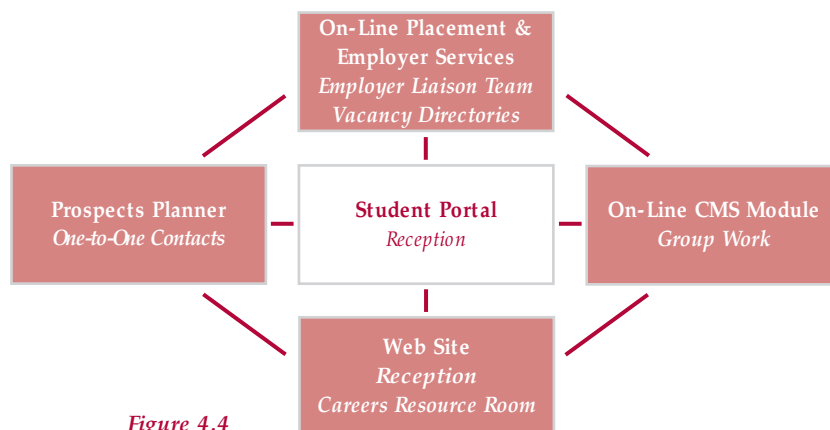 On-Line Placement &
Employer Services
Employer Liaison Team
Vacancy Directories
Prospects Planner
One-to-One Contacts
Student Portal
Reception
On-Line CMS Module
Group Work
Web Site
Reception
Careers Resource Room
Figure 4.4